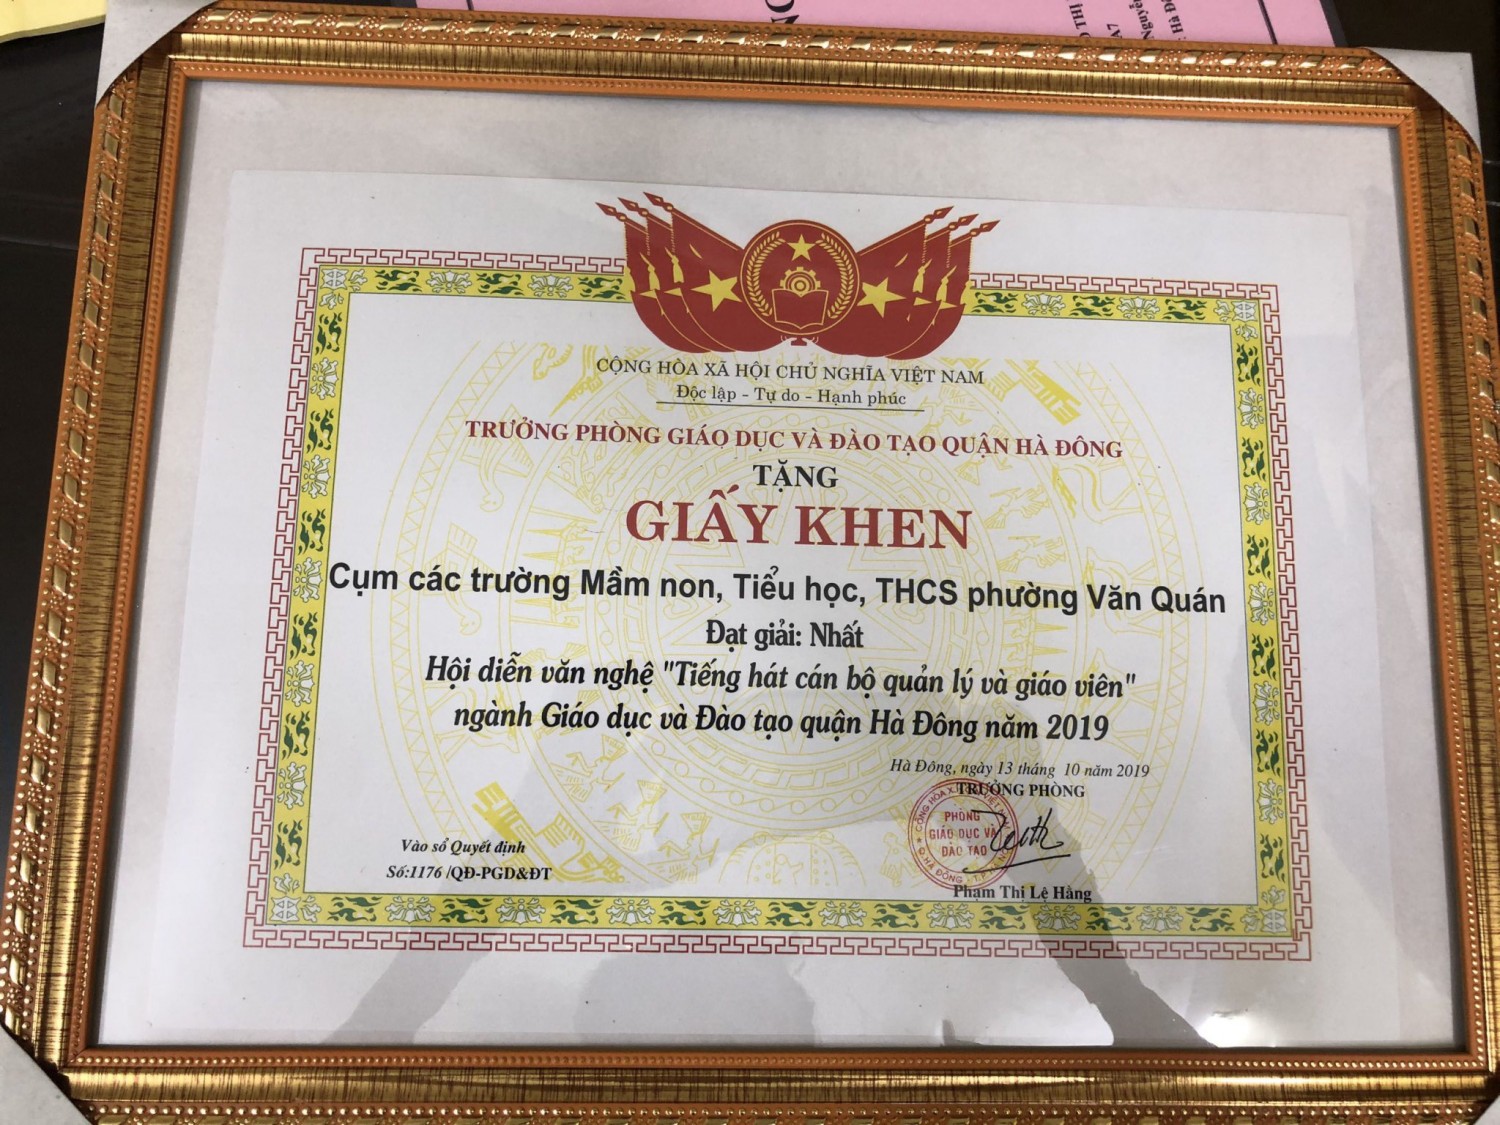 CỘNG HÒA XÃ HỘI CHỦ NGHĨA VIỆT NAM
Độc lập - Tự do - Hạnh phúc
TRƯỞNG PHÒNG GIÁO DỤC VÀ ĐÀO TẠO QUẬN HÀ ĐÔNG
TẶNG
GIẤY KHEN
Cụm các trường Mầm non, Tiểu học, THCS phường Văn Quán
Đạt giải: Nhất
Hội diễn văn nghệ "Tiếng hát cán bộ quản lý và giáo viên"
ngành Giáo dục và Đào tạo quận Hà Đông năm 2019
Hà Đông, ngày 13 tháng 10 năm 2019
TRƯỞNG PHÒNG
PHÒNG
GIÁO DỤC VÀ
ĐÀO TẠO
Phạm Thị Lệ Hằng
Vào sổ Quyết định
Số:1176 /QĐ-PGD&ĐT